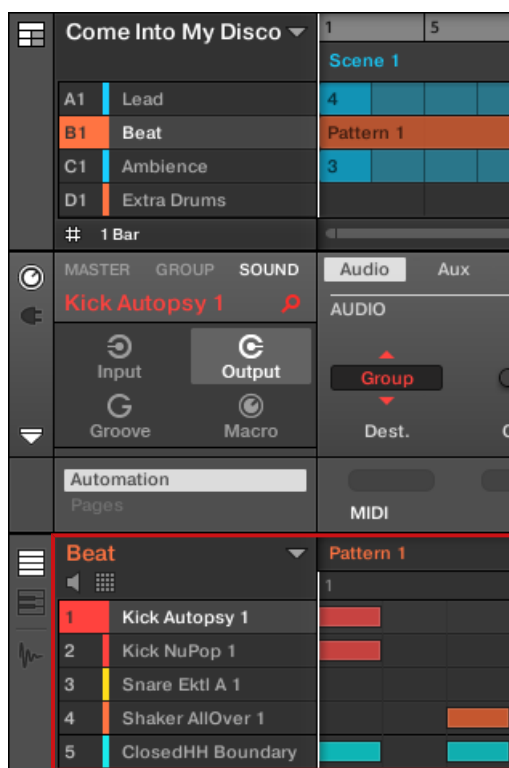 Come Into My Disco
1 5
Scene 1
A1 Lead 4
B1 Beat Pattern 1
C1 Ambience 3
D1 Extra Drums
1 Bar
MASTER GROUP SOUND Audio Aux
Kick Autopsy 1 AUDIO
Input Output Group
Groove Macro Dest.
Automation
Pages MIDI
Beat Pattern 1
1
1 Kick Autopsy 1
2 Kick NuPop 1
3 Snare Ektl A 1
4 Shaker AllOver 1
5 ClosedHH Boundary